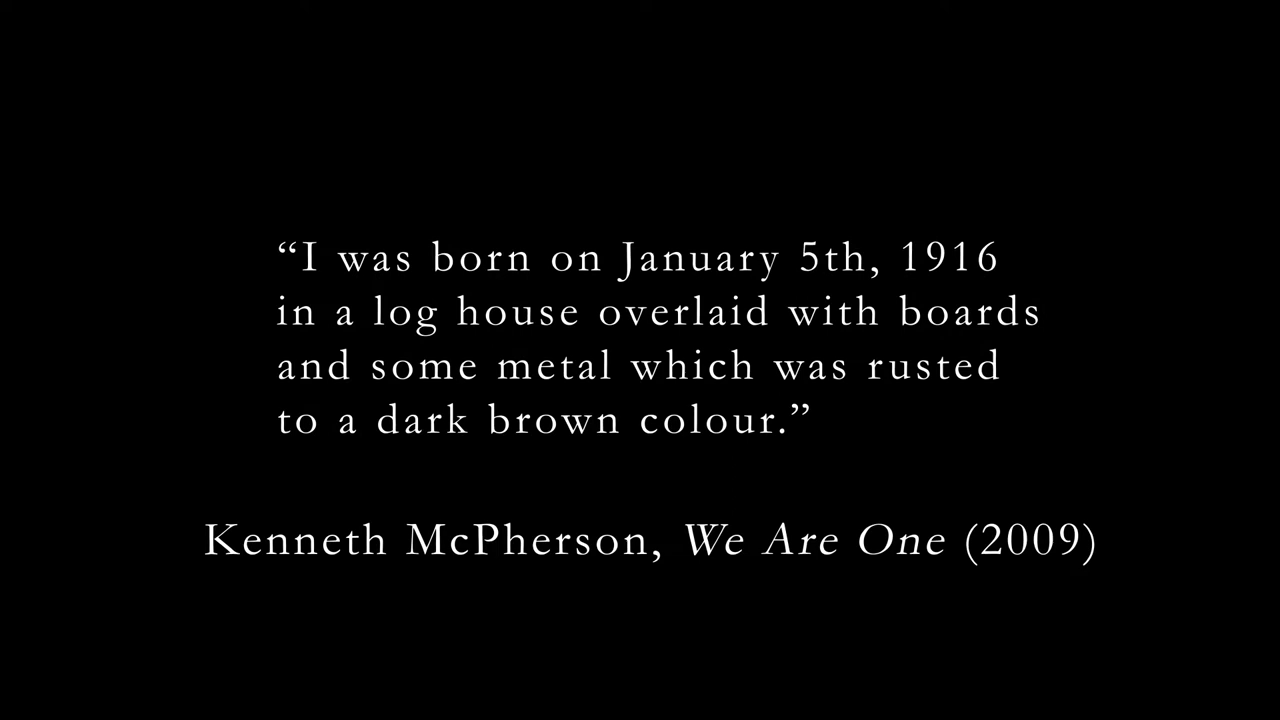 “I was born on January 5th, 1916
in a log house overlaid with boards
and some metal which was rusted
to a dark brown colour.”
Kenneth McPherson, We Are One (2009)